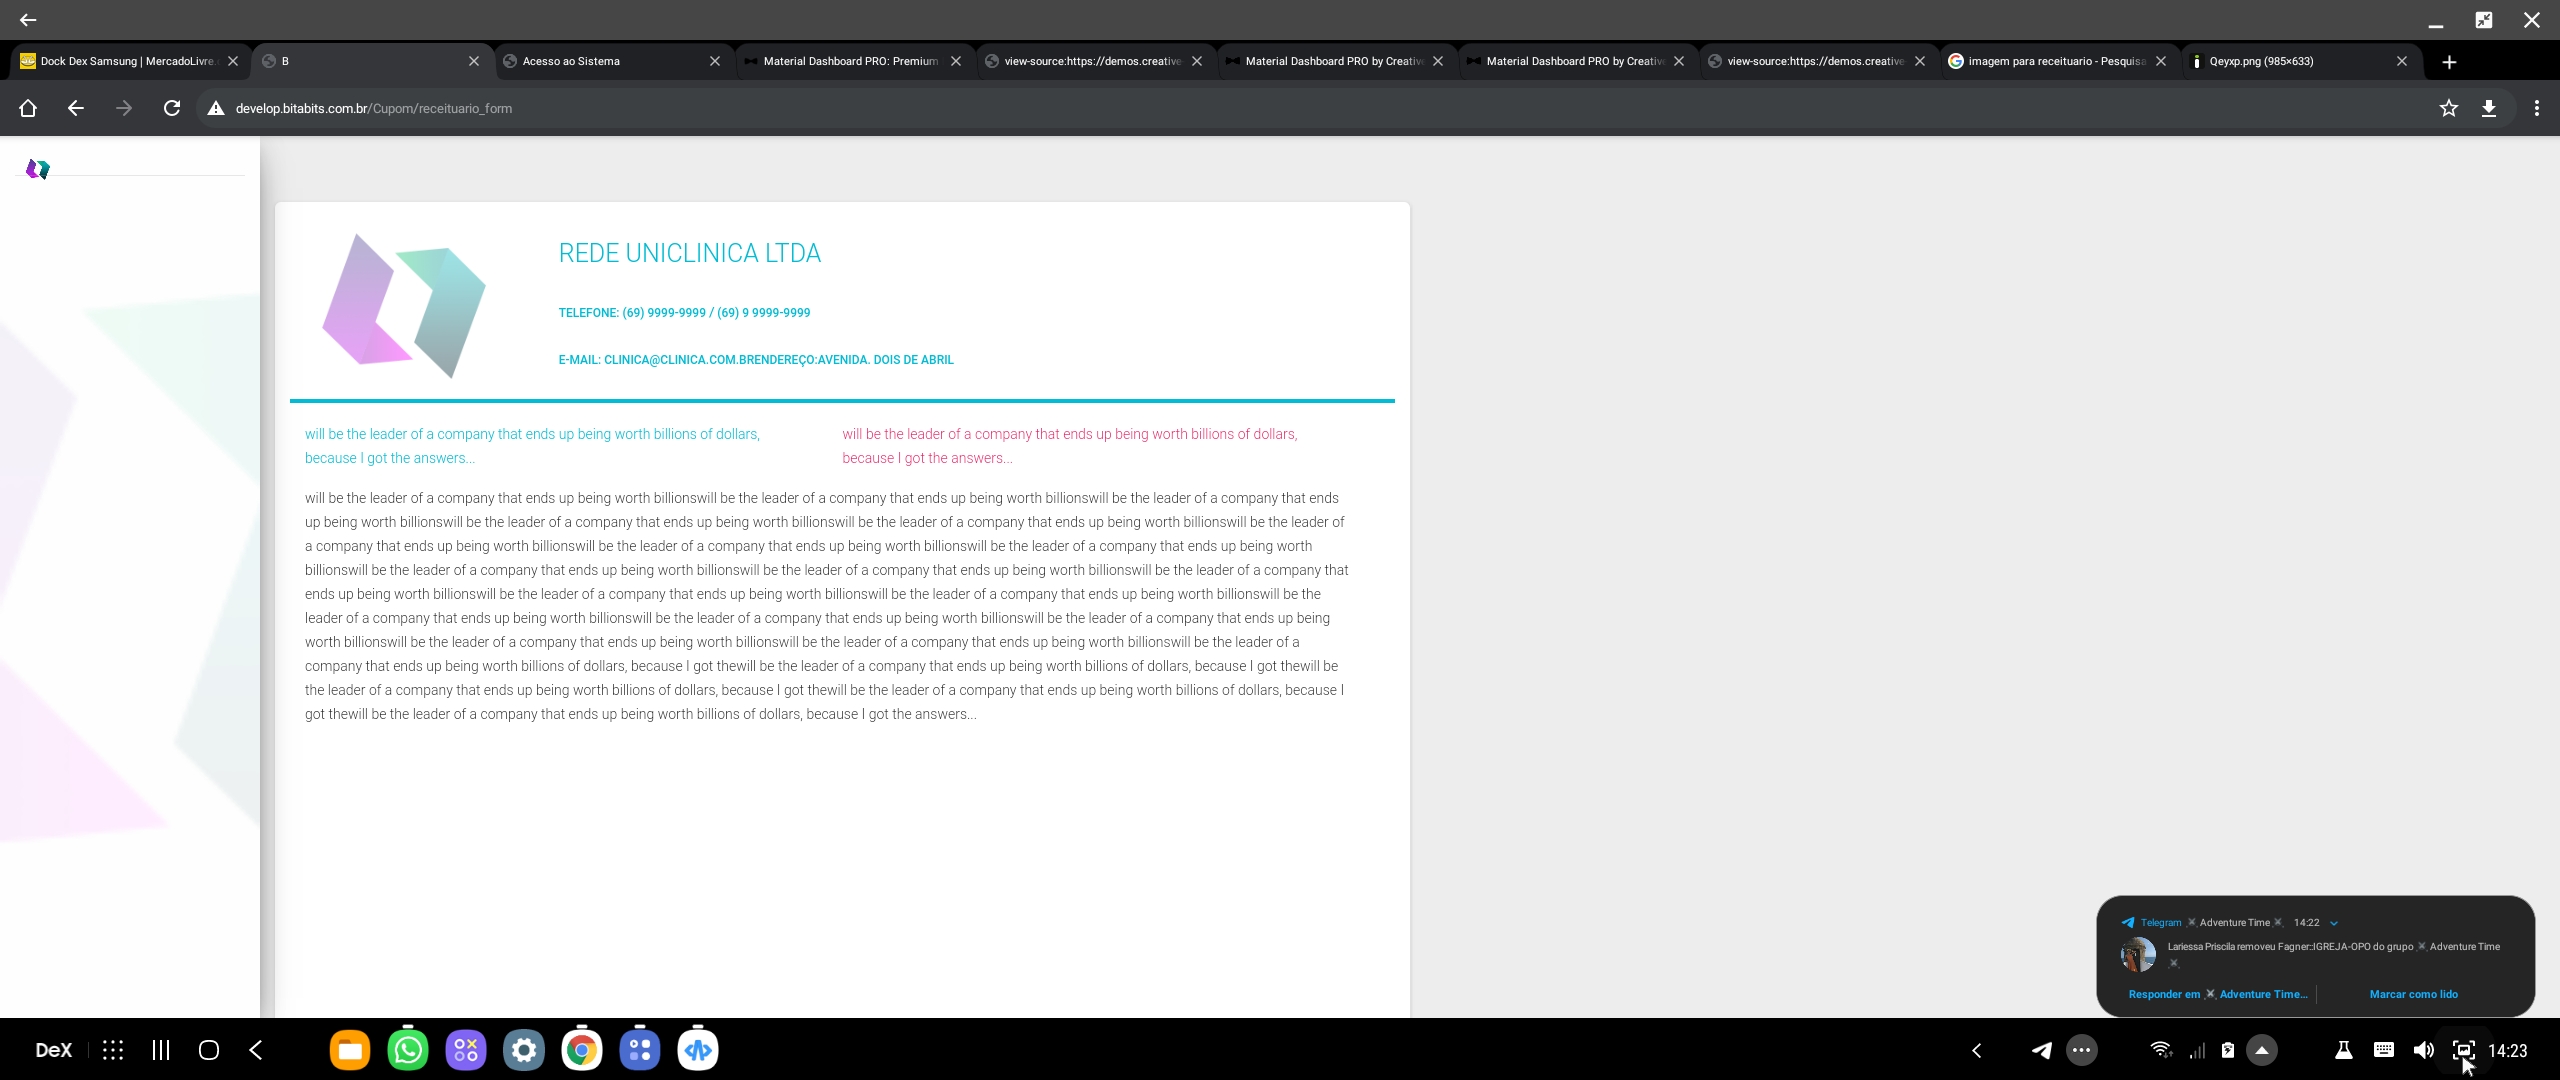 Dock Dex Samsung | MercadoLivre.c
B
Acesso ao Sistema
Material Dashboard PRO: Premium
view-source:https://demos.creative
Material Dashboard PRO by Creativ
Material Dashboard PRO by Creativ
view-source:https://demos.creative
imagem para receituario - Pesquisa
Qeyxp.png (985×633)
develop.bitabits.com.br/Cupom/receituario_form
REDE UNICLINICA LTDA
TELEFONE: (69) 9999-9999 / (69) 9 9999-9999
E-MAIL: CLINICA@CLINICA.COM.BRENDEREÇO:AVENIDA. DOIS DE ABRIL
will be the leader of a company that ends up being worth billions of dollars,
because I got the answers...
will be the leader of a company that ends up being worth billions of dollars,
because I got the answers...
will be the leader of a company that ends up being worth billionswill be the leader of a company that ends up being worth billionswill be the leader of a company that ends
up being worth billionswill be the leader of a company that ends up being worth billionswill be the leader of a company that ends up being worth billionswill be the leader of
a company that ends up being worth billionswill be the leader of a company that ends up being worth billionswill be the leader of a company that ends up being worth
billionswill be the leader of a company that ends up being worth billionswill be the leader of a company that ends up being worth billionswill be the leader of a company that
ends up being worth billionswill be the leader of a company that ends up being worth billionswill be the leader of a company that ends up being worth billionswill be the
leader of a company that ends up being worth billionswill be the leader of a company that ends up being worth billionswill be the leader of a company that ends up being
worth billionswill be the leader of a company that ends up being worth billionswill be the leader of a company that ends up being worth billionswill be the leader of a
company that ends up being worth billions of dollars, because I got thewill be the leader of a company that ends up being worth billions of dollars, because I got thewill be
the leader of a company that ends up being worth billions of dollars, because I got thewill be the leader of a company that ends up being worth billions of dollars, because I
got thewill be the leader of a company that ends up being worth billions of dollars, because I got the answers...
Telegram Adventure Time 14:22
Lariessa Priscila removeu Fagner::IGREJA-OPO do grupo Adventure Time
Responder em Adventure Time...
Marcar como lido
DeX
14:23